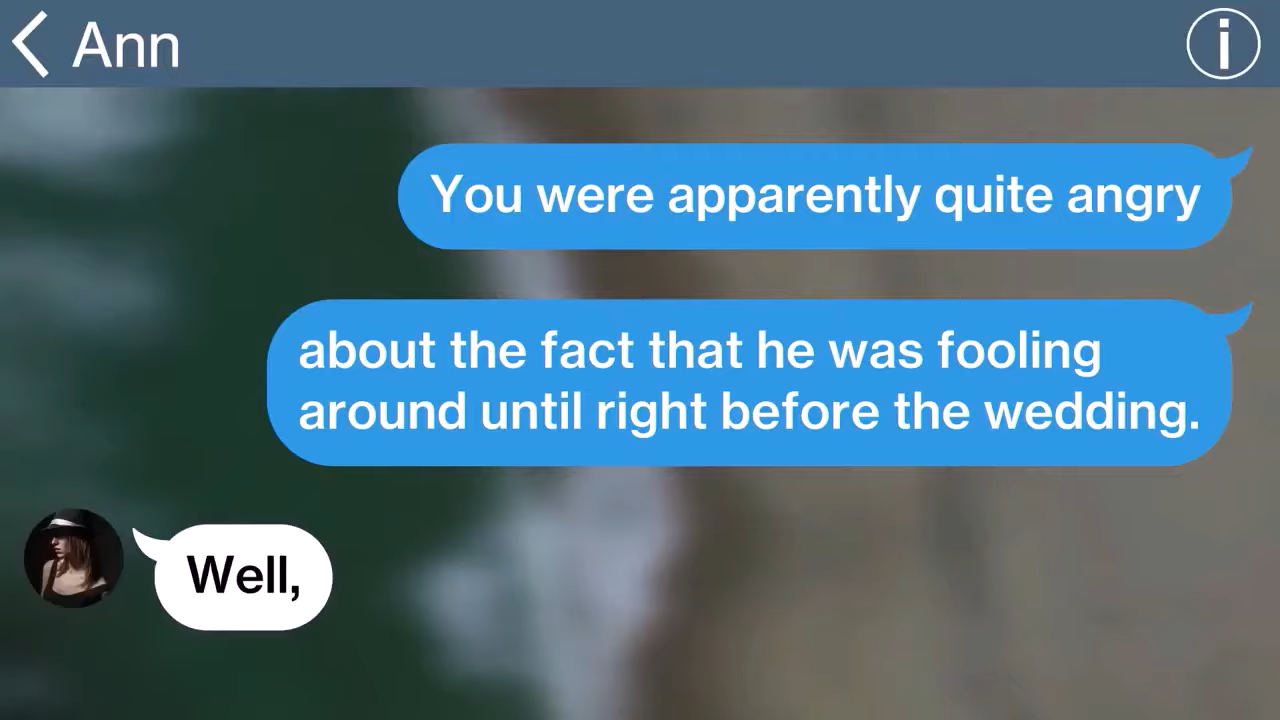 Ann
You were apparently quite angry
about the fact that he was fooling
around until right before the wedding.
Well,